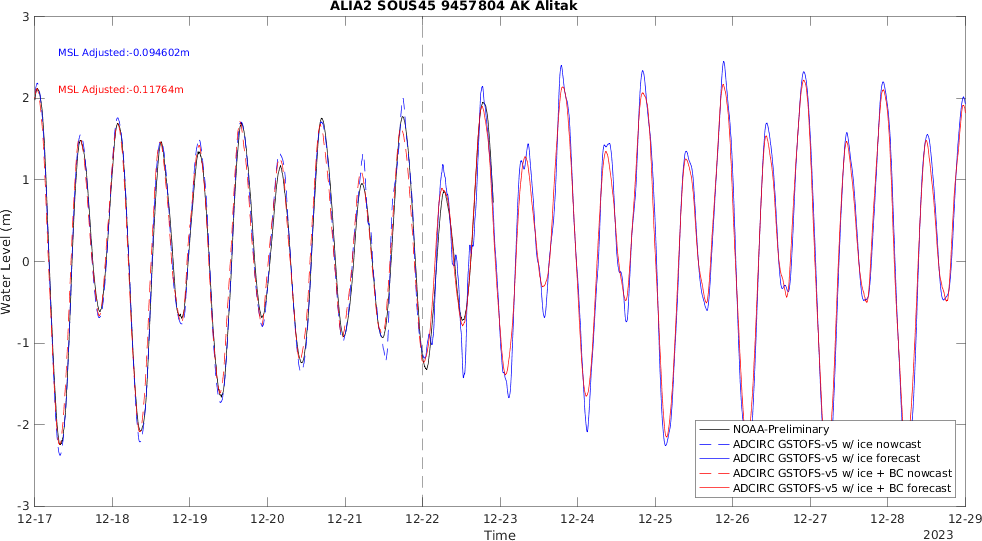 ALIA2 SOUS45 9457804 AK Alitak
MSL Adjusted:-0.094602m
MSL Adjusted:-0.11764m
Water Level (m)
3
2
1
0
-1
-2
-3
12-17
12-18
12-19
12-20
12-21
12-22
12-23
12-24
12-25
12-26
12-27
12-28
12-29
Time
2023
NOAA-Preliminary
ADCIRC GSTOFS-v5 w/ ice nowcast
ADCIRC GSTOFS-v5 w/ ice forecast
ADCIRC GSTOFS-v5 w/ ice + BC nowcast
ADCIRC GSTOFS-v5 w/ ice + BC forecast